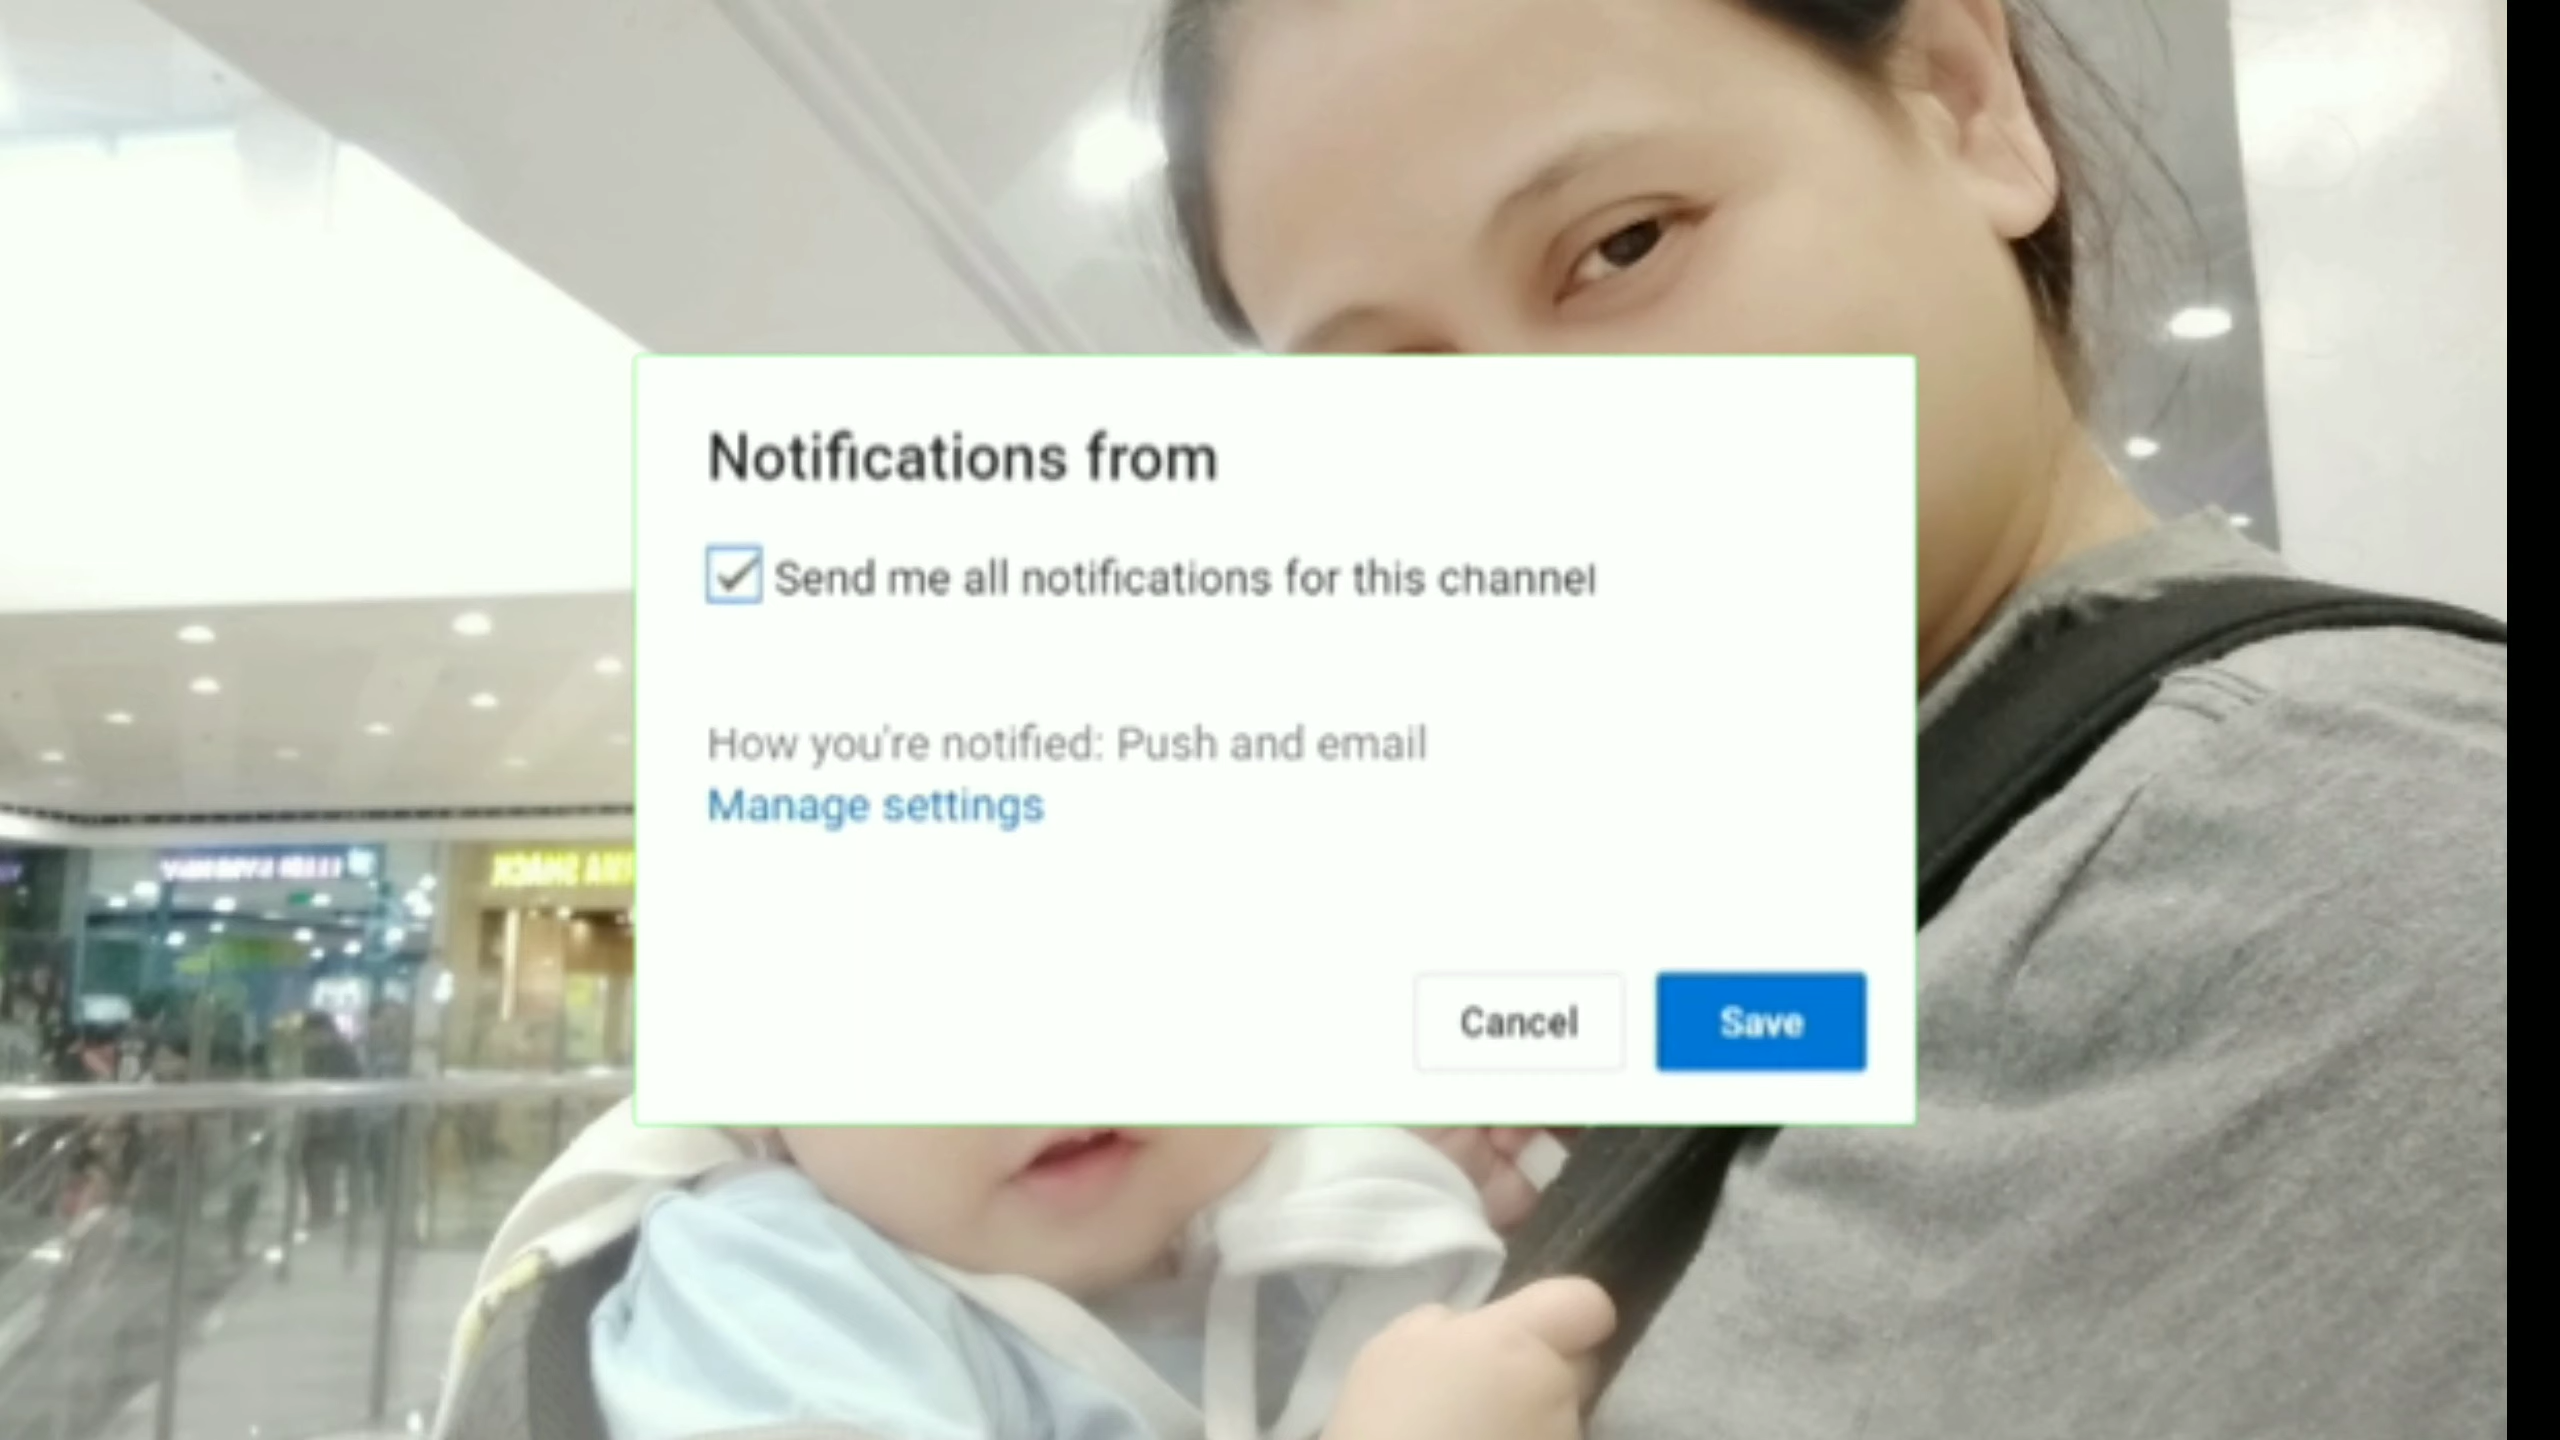 Notifications from
Send me all notifications for this channel
How you're notified: Push and email
Manage settings
Cancel
Save